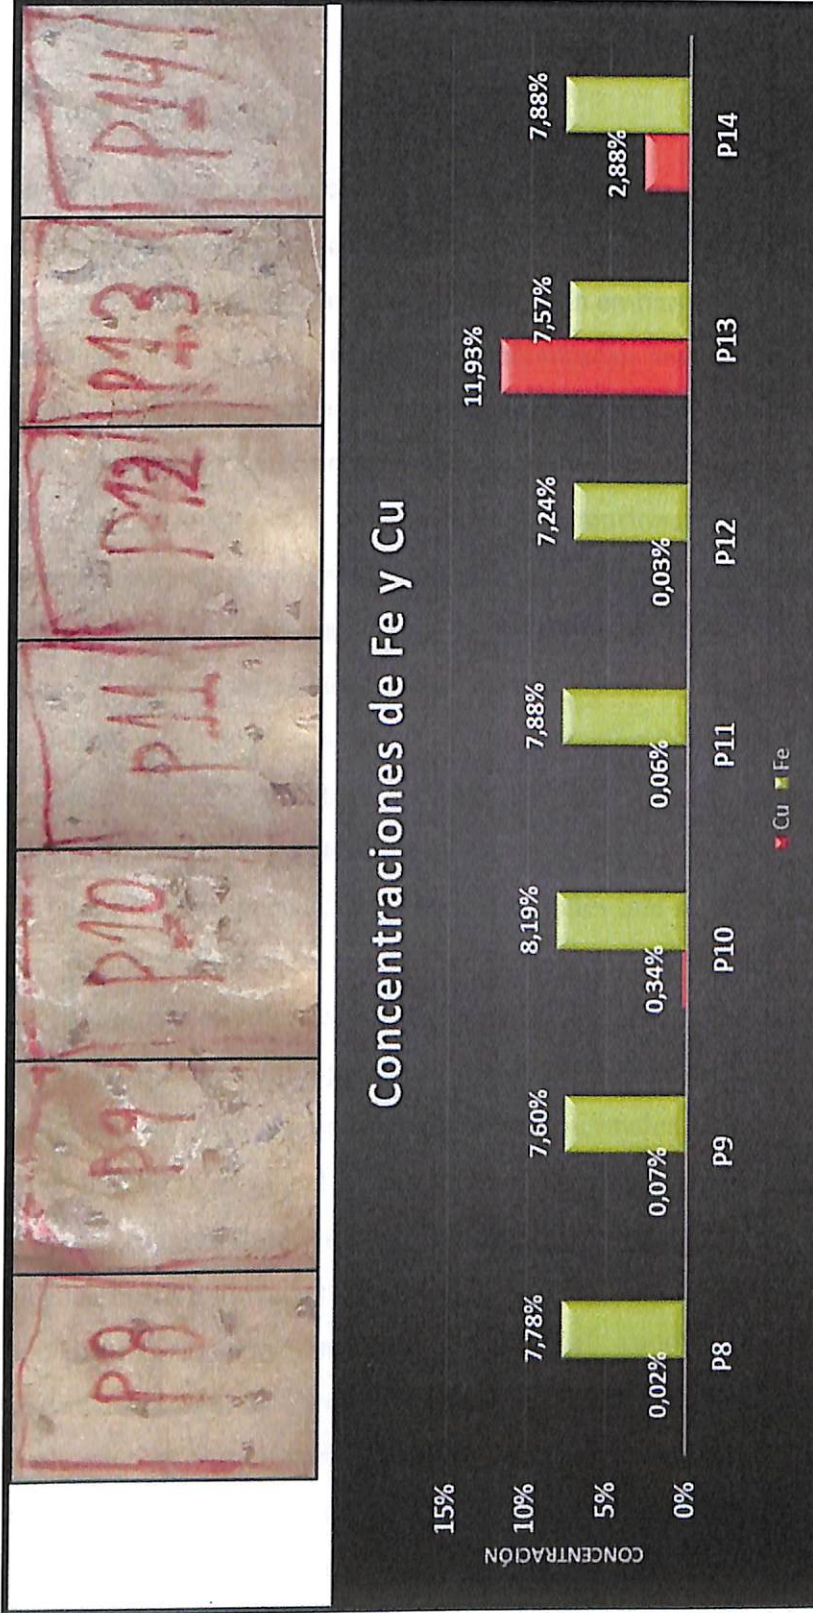 P8 P9 P10 P11 P12 P13 P14
Concentraciones de Fe y Cu
CONCENTRACIÓN
15%
10%
5%
0%
0,02% 7,78%
0,07% 7,60%
0,34% 8,19%
0,06% 7,88%
0,03% 7,24%
11,93% 7,57%
2,88% 7,88%
P8 P9 P10 P11 P12 P13 P14
Cu Fe